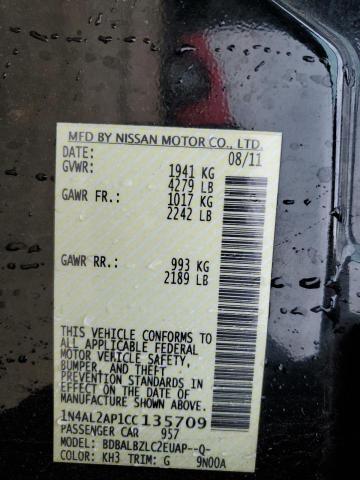 MFD BY NISSAN MOTOR CO., LTD.
DATE: 08/11
GVWR: 1941 KG
4279 LB
GAWR FR.: 1017 KG
2242 LB
GAWR RR.: 993 KG
2189 LB
THIS VEHICLE CONFORMS TO
ALL APPLICABLE FEDERAL
MOTOR VEHICLE SAFETY,
BUMPER, AND THEFT
PREVENTION STANDARDS IN
EFFECT ON THE DATE OF
MANUFACTURE SHOWN ABOVE.
1N4AL2AP1CC135709
PASSENGER CAR 957
MODEL: BDBALBZLC2EUAP--Q-
COLOR: KH3 TRIM: G 9N00A